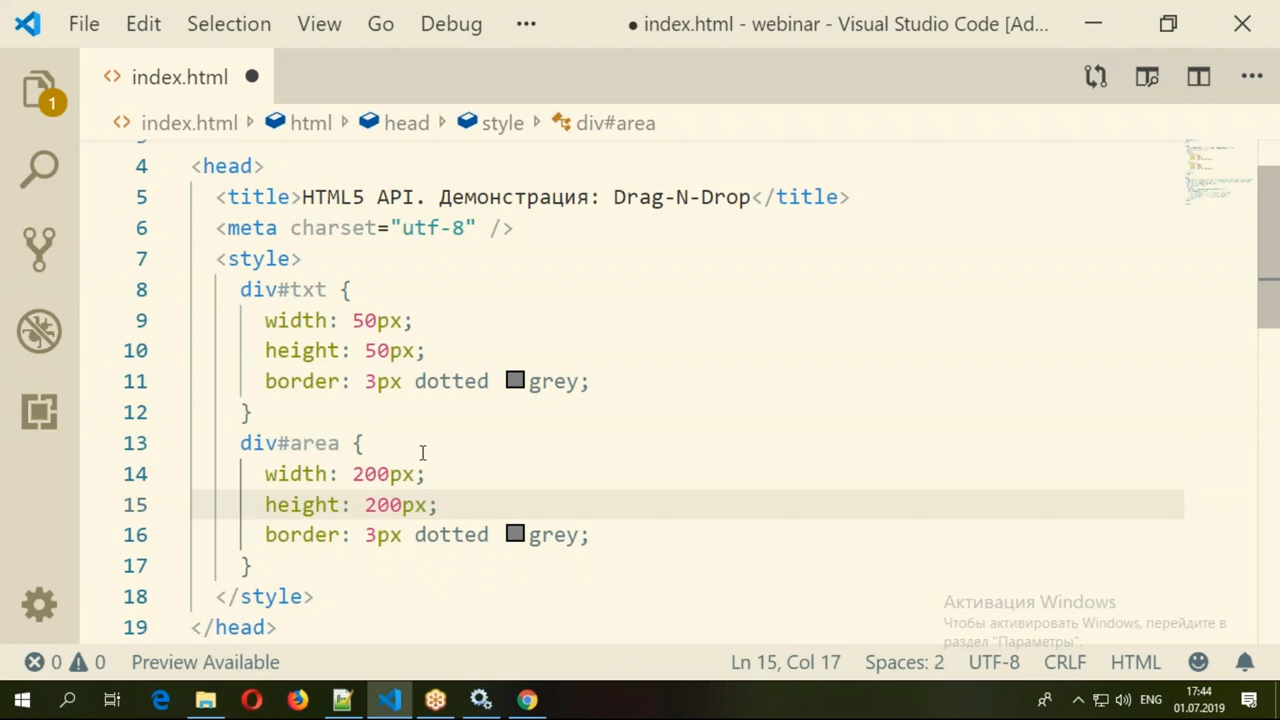 File Edit Selection View Go Debug ••• ● index.html - webinar - Visual Studio Code [Ad...
<> index.html ●
1
<> index.html > html > head > style > div#area
4 <head>
5 <title>HTML5 API. Демонстрация: Drag-N-Drop</title>
6 <meta charset="utf-8" />
7 <style>
8 div#txt {
9 width: 50px;
10 height: 50px;
11 border: 3px dotted grey;
12 }
13 div#area {
14 width: 200px;
15 height: 200px;
16 border: 3px dotted grey;
17 }
18 </style>
19 </head>
Активация Windows
Чтобы активировать Windows, перейдите в
раздел "Параметры".
0 0 Preview Available Ln 15, Col 17 Spaces: 2 UTF-8 CRLF HTML
ENG 17:44
01.07.2019